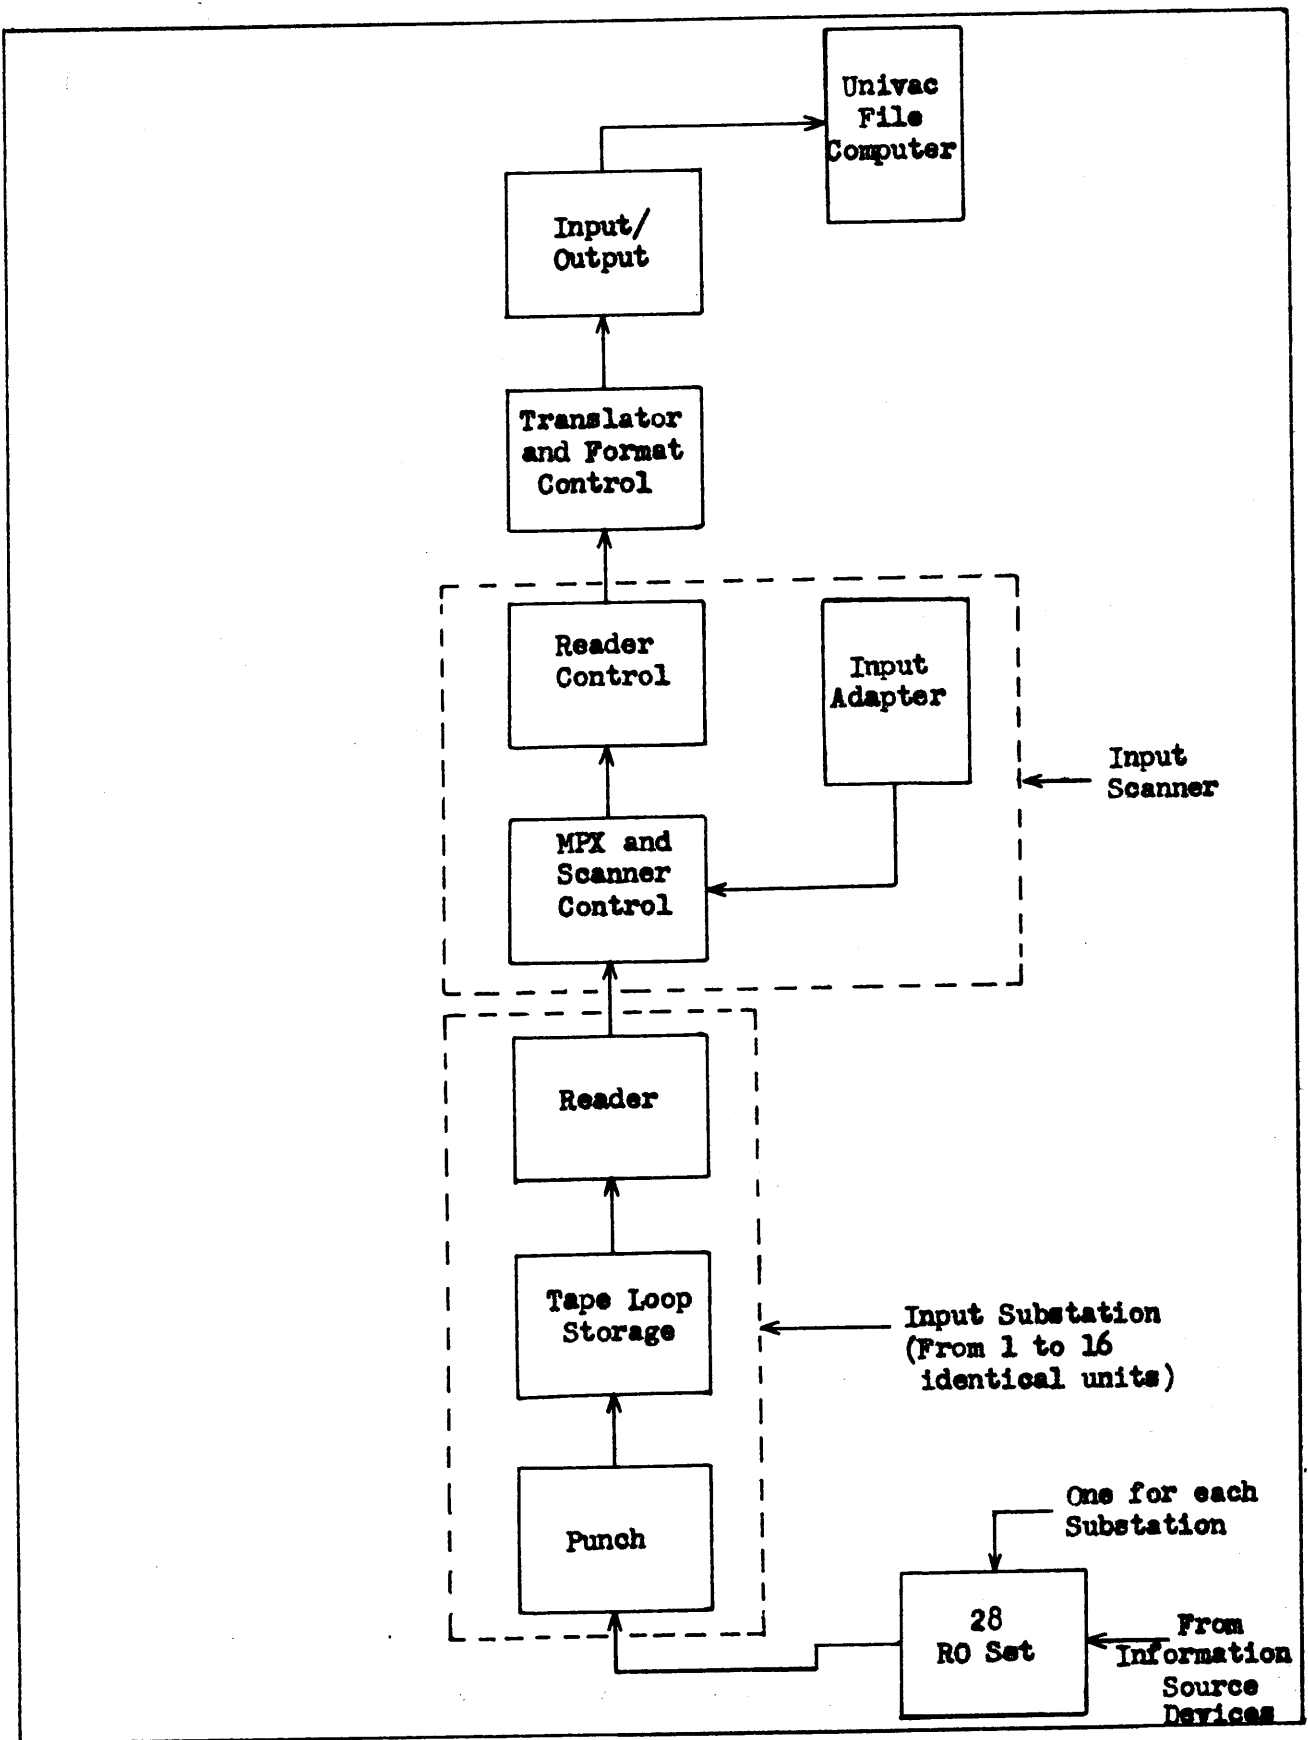 Univac
File
Computer
Input/
Output
Translator
and Format
Control
Reader
Control
Input
Adapter
Input
Scanner
MPX and
Scanner
Control
Reader
Tape Loop
Storage
Input Substation
(From 1 to 16
identical units)
Punch
One for each
Substation
28
RO Set
From
Information
Source
Devices